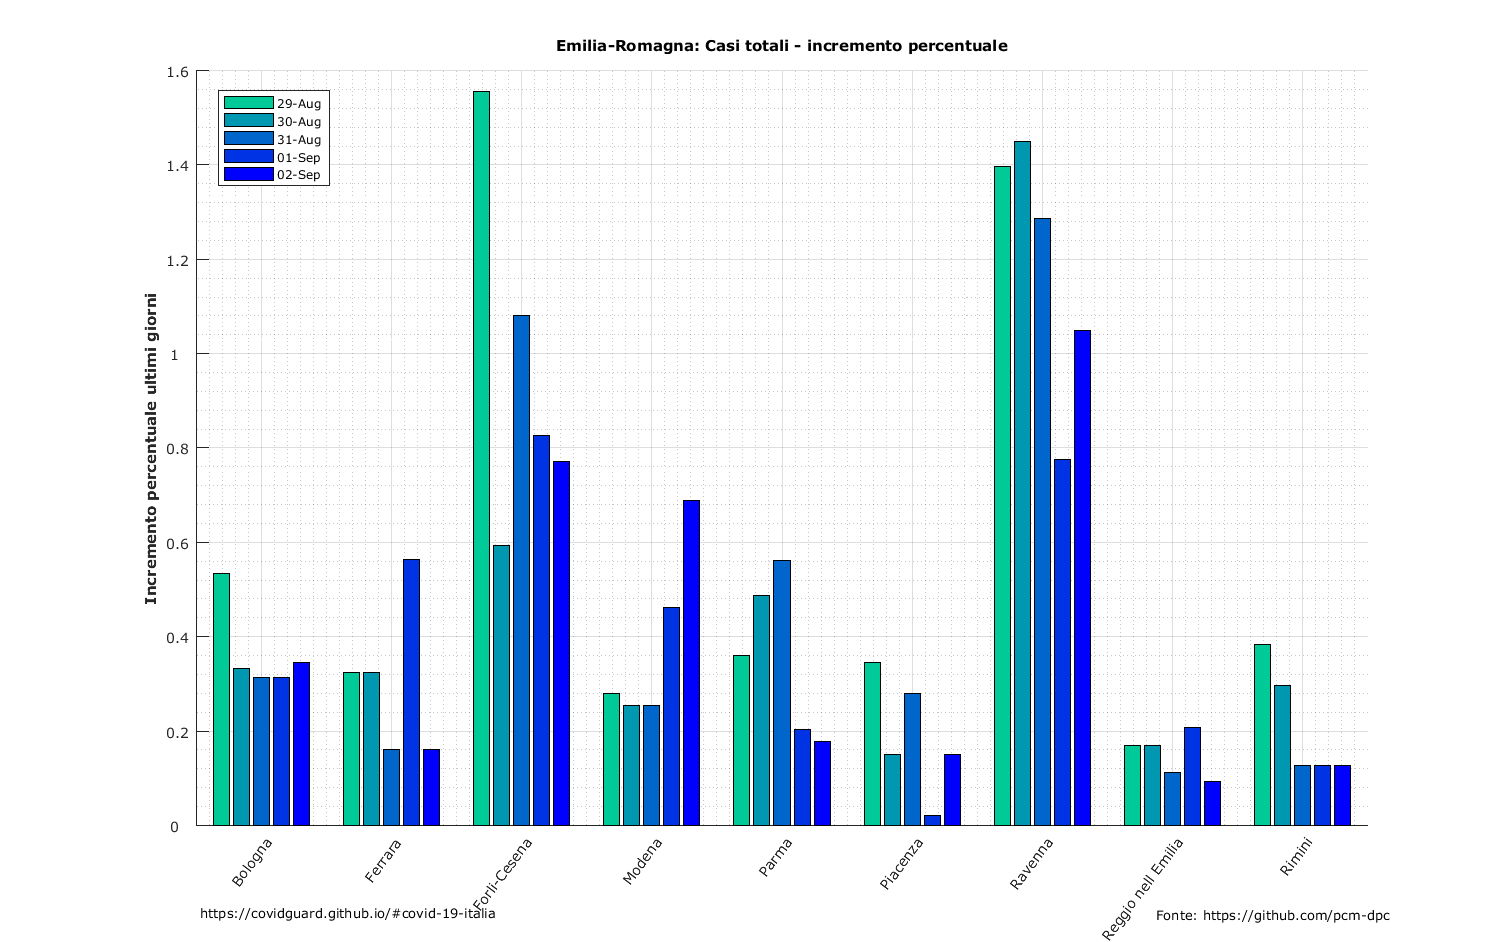 Emilia-Romagna: Casi totali - incremento percentuale
Incremento percentuale ultimi giorni
1.6
1.4
1.2
1
0.8
0.6
0.4
0.2
0
29-Aug
30-Aug
31-Aug
01-Sep
02-Sep
Bologna
Ferrara
Forlì-Cesena
Modena
Parma
Piacenza
Ravenna
Reggio nell Emilia
Rimini
https://covidguard.github.io/#covid-19-italia
Fonte: https://github.com/pcm-dpc